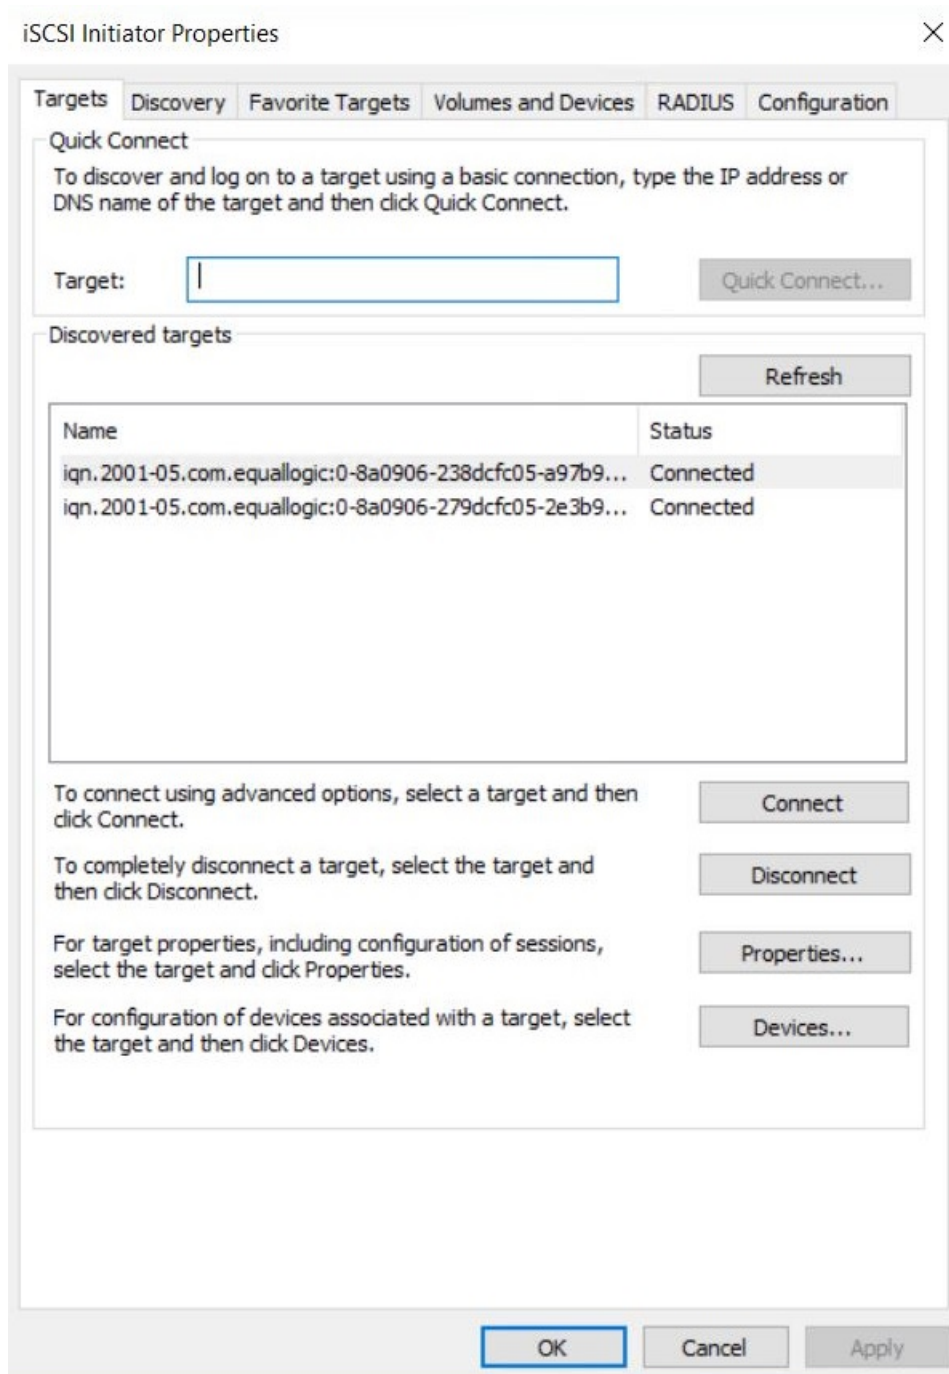 iSCSI Initiator Properties
Targets Discovery Favorite Targets Volumes and Devices RADIUS Configuration
Quick Connect
To discover and log on to a target using a basic connection, type the IP address or
DNS name of the target and then click Quick Connect.
Target: Quick Connect...
Discovered targets
Refresh
Name Status
iqn.2001-05.com.equallogic:0-8a0906-238dcfc05-a97b9... Connected
iqn.2001-05.com.equallogic:0-8a0906-279dcfc05-2e3b9... Connected
To connect using advanced options, select a target and then
click Connect.
Connect
To completely disconnect a target, select the target and
then click Disconnect.
Disconnect
For target properties, including configuration of sessions,
select the target and click Properties.
Properties...
For configuration of devices associated with a target, select
the target and then click Devices.
Devices...
OK Cancel Apply